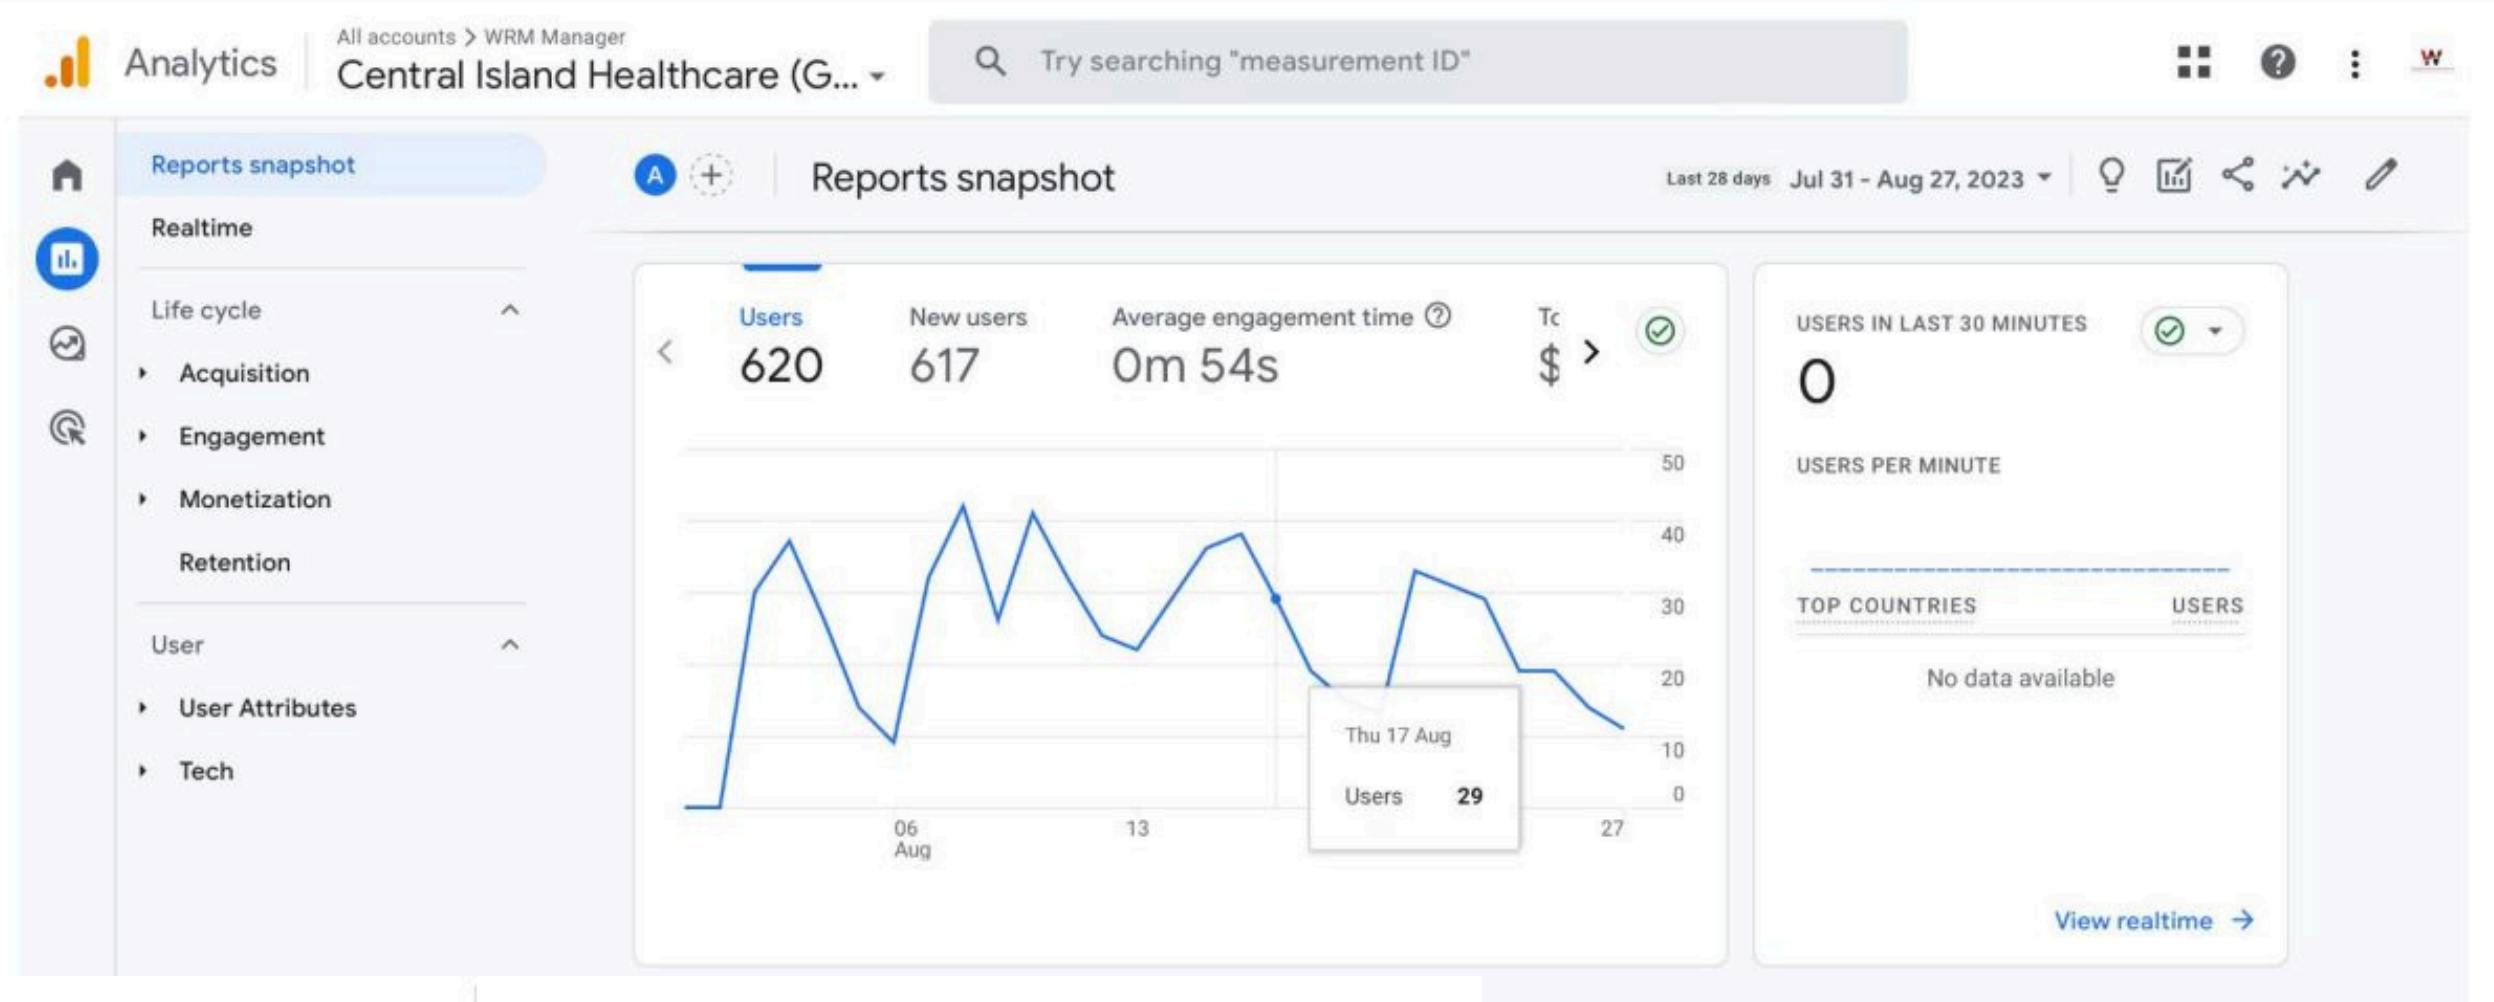 Analytics
All accounts > WRM Manager
Central Island Healthcare (G...
Try searching "measurement ID"
W
Reports snapshot
Realtime
Life cycle
Acquisition
Engagement
Monetization
Retention
User
User Attributes
Tech
A
Reports snapshot
Last 28 days Jul 31 - Aug 27, 2023
Users
620
New users
617
Average engagement time
0m 54s
$
50
40
30
20
10
0
06
Aug
13
27
Thu 17 Aug
Users 29
USERS IN LAST 30 MINUTES
0
USERS PER MINUTE
TOP COUNTRIES USERS
No data available
View realtime